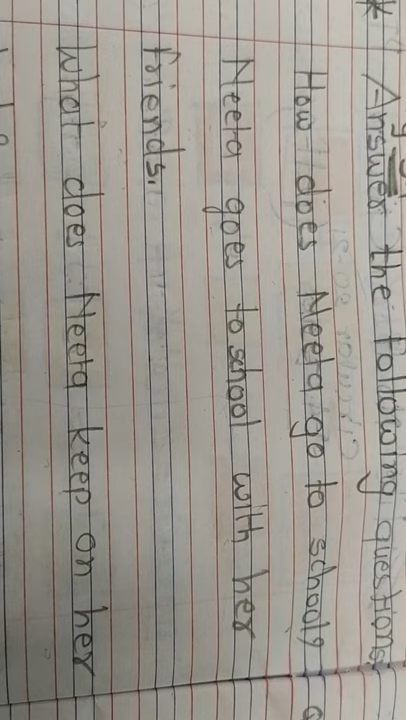 * Answer the following questions
How does Neeta go to school?
Neeta goes to school with her
friends.
What does Neeta keep on her